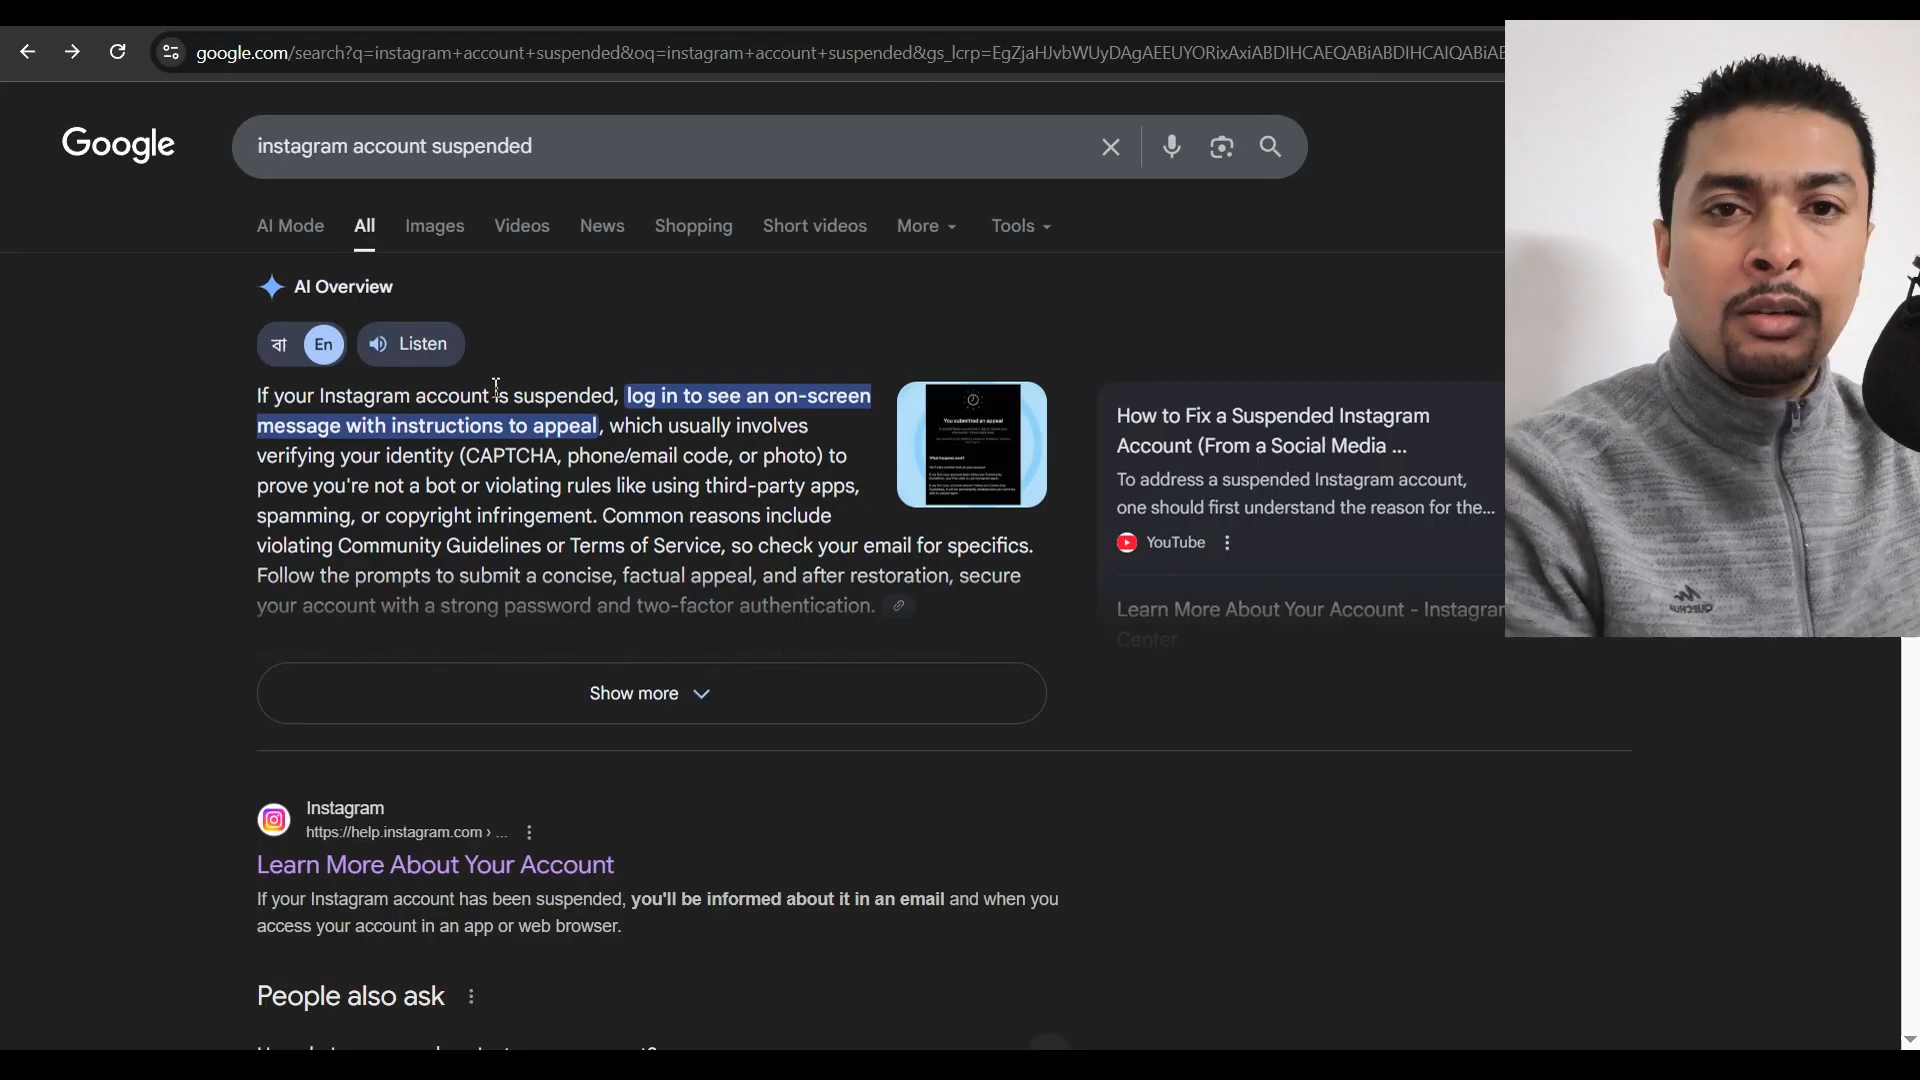 google.com/search?q=instagram+account+suspended&oq=instagram+account+suspended&gs_lcrp=EgZjaHJvbWUyDAgAEEUYORixAxiABDIHCAEQABiABDIHCAIQABiAE
Google
instagram account suspended
AI Mode
All
Images
Videos
News
Shopping
Short videos
More
Tools
AI Overview
বা
En
Listen
If your Instagram account is suspended, log in to see an on-screen
message with instructions to appeal, which usually involves
verifying your identity (CAPTCHA, phone/email code, or photo) to
prove you're not a bot or violating rules like using third-party apps,
spamming, or copyright infringement. Common reasons include
violating Community Guidelines or Terms of Service, so check your email for specifics.
Follow the prompts to submit a concise, factual appeal, and after restoration, secure
your account with a strong password and two-factor authentication.
You submitted an appeal
How to Fix a Suspended Instagram
Account (From a Social Media ...
To address a suspended Instagram account,
one should first understand the reason for the...
YouTube
Learn More About Your Account - Instagram
Center
Show more
Instagram
https://help.instagram.com › ...
Learn More About Your Account
If your Instagram account has been suspended, you'll be informed about it in an email and when you
access your account in an app or web browser.
People also ask